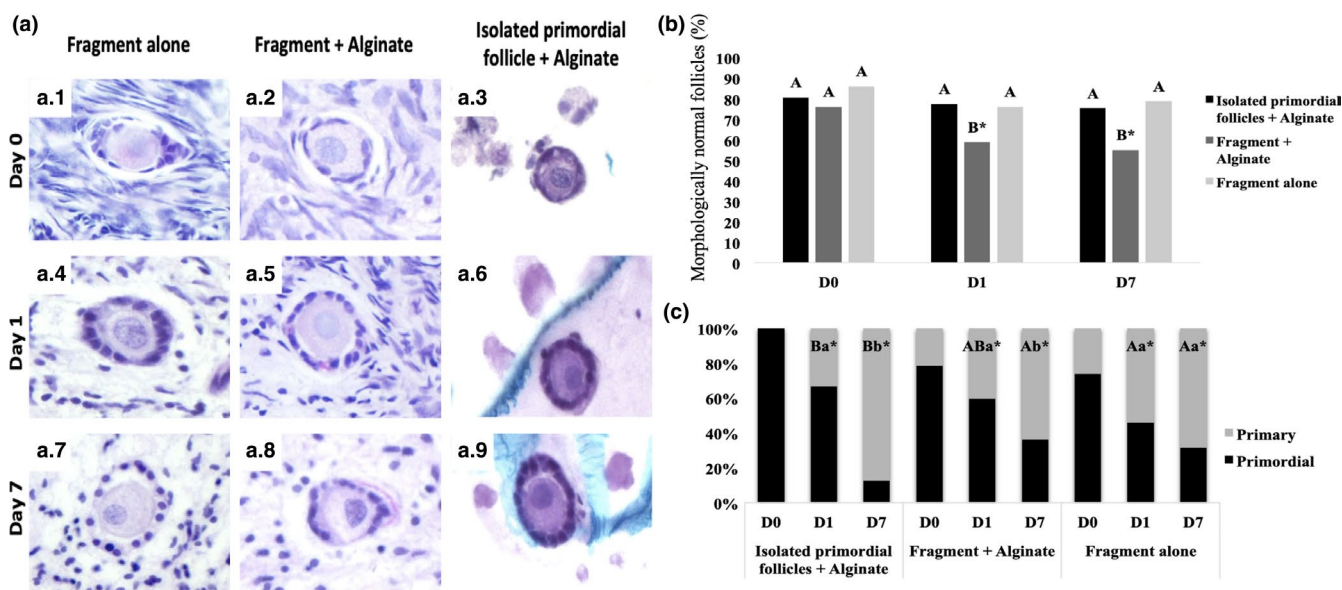 (a)
Fragment alone
Fragment + Alginate
Isolated primordial
follicle + Alginate
Day 0
a.1
a.2
a.3
Day 1
a.4
a.5
a.6
Day 7
a.7
a.8
a.9
(b)
Morphologically normal follicles (%)
100
90
80
70
60
50
40
30
20
10
0
A
A
A
A
B*
A
A
B*
A
D0
D1
D7
Isolated primordial
follicles + Alginate
Fragment +
Alginate
Fragment alone
(c)
100%
80%
60%
40%
20%
0%
Ba*
Bb*
ABa*
Ab*
Aa*
Aa*
D0
D1
D7
D0
D1
D7
D0
D1
D7
Isolated primordial
follicles + Alginate
Fragment + Alginate
Fragment alone
Primary
Primordial